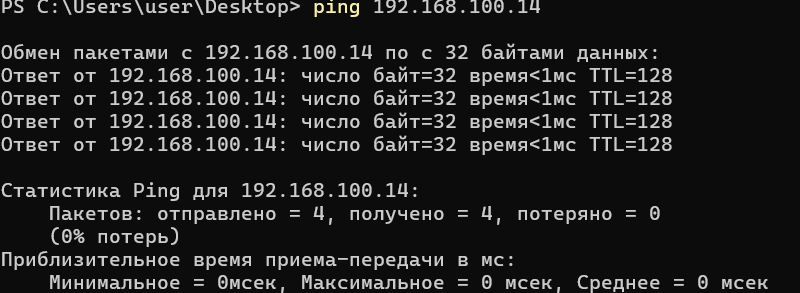 PS C:\Users\user\Desktop> ping 192.168.100.14
Обмен пакетами с 192.168.100.14 по с 32 байтами данных:
Ответ от 192.168.100.14: число байт=32 время<1мс TTL=128
Ответ от 192.168.100.14: число байт=32 время<1мс TTL=128
Ответ от 192.168.100.14: число байт=32 время<1мс TTL=128
Ответ от 192.168.100.14: число байт=32 время<1мс TTL=128
Статистика Ping для 192.168.100.14:
Пакетов: отправлено = 4, получено = 4, потеряно = 0
(0% потерь)
Приблизительное время приема-передачи в мс:
Минимальное = 0мсек, Максимальное = 0 мсек, Среднее = 0 мсек